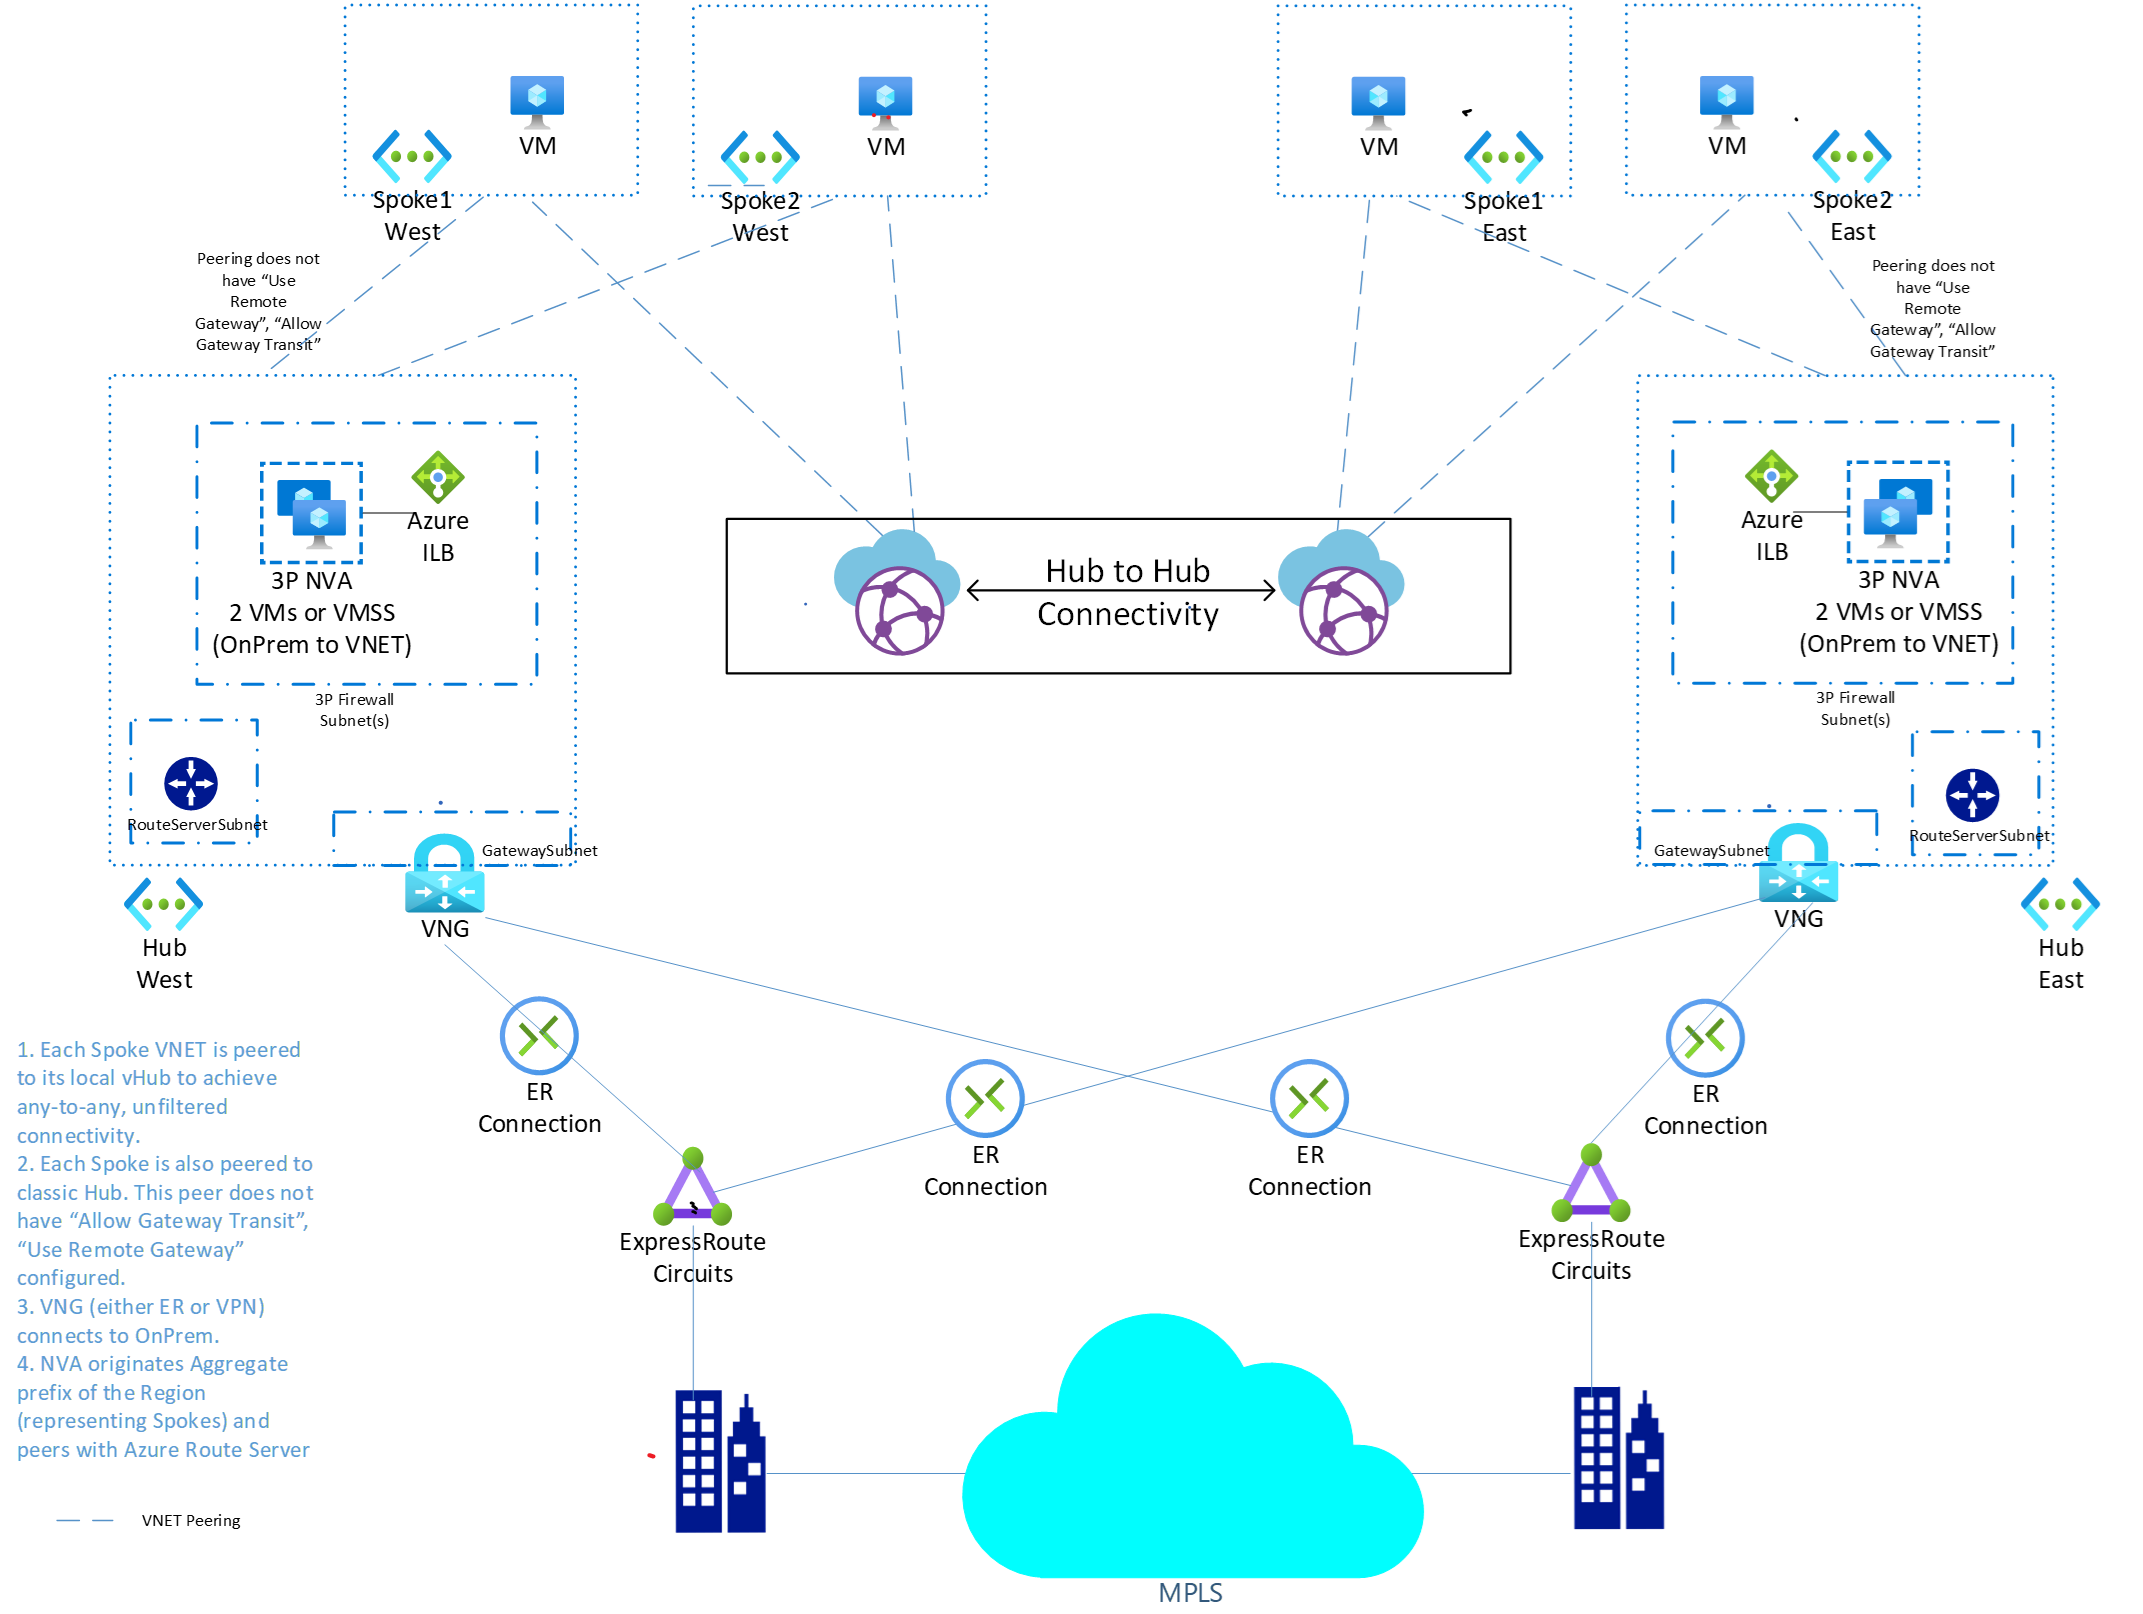 VM
VM
VM
VM
Spoke1
West
Spoke2
West
Spoke1
East
Spoke2
East
Peering does not
have “Use
Remote
Gateway”, “Allow
Gateway Transit”
Peering does not
have “Use
Remote
Gateway”, “Allow
Gateway Transit”
Azure
ILB
3P NVA
2 VMs or VMSS
(OnPrem to VNET)
3P Firewall
Subnet(s)
Hub to Hub
Connectivity
Azure
ILB
3P NVA
2 VMs or VMSS
(OnPrem to VNET)
3P Firewall
Subnet(s)
RouteServerSubnet
GatewaySubnet
VNG
Hub
West
GatewaySubnet
RouteServerSubnet
VNG
Hub
East
ER
Connection
ER
Connection
ER
Connection
ER
Connection
ExpressRoute
Circuits
ExpressRoute
Circuits
1. Each Spoke VNET is peered
to its local vHub to achieve
any-to-any, unfiltered
connectivity.
2. Each Spoke is also peered to
classic Hub. This peer does not
have “Allow Gateway Transit”,
“Use Remote Gateway”
configured.
3. VNG (either ER or VPN)
connects to OnPrem.
4. NVA originates Aggregate
prefix of the Region
(representing Spokes) and
peers with Azure Route Server
VNET Peering
MPLS